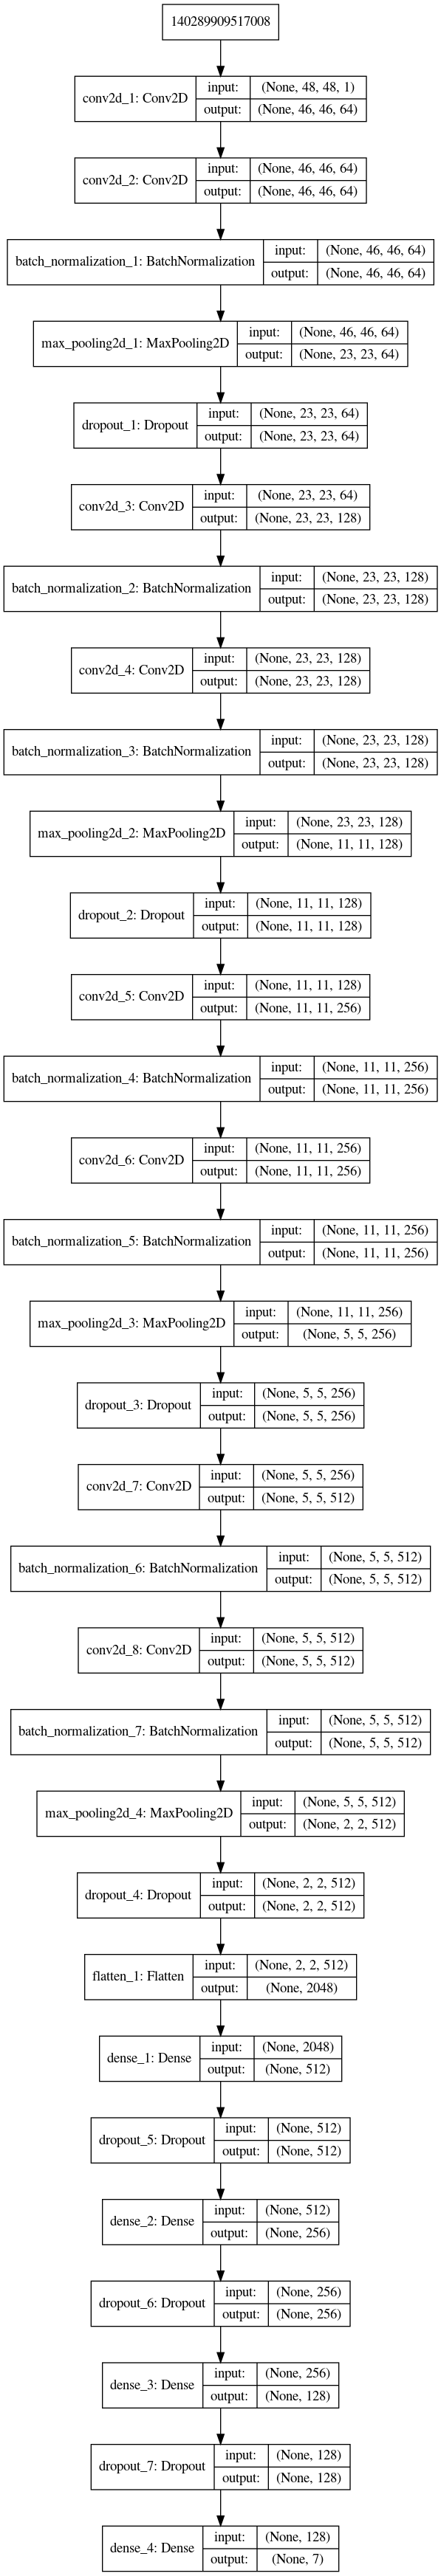 140289909517008
conv2d_1: Conv2D input: (None, 48, 48, 1)
output: (None, 46, 46, 64)
conv2d_2: Conv2D input: (None, 46, 46, 64)
output: (None, 46, 46, 64)
batch_normalization_1: BatchNormalization input: (None, 46, 46, 64)
output: (None, 46, 46, 64)
max_pooling2d_1: MaxPooling2D input: (None, 46, 46, 64)
output: (None, 23, 23, 64)
dropout_1: Dropout input: (None, 23, 23, 64)
output: (None, 23, 23, 64)
conv2d_3: Conv2D input: (None, 23, 23, 64)
output: (None, 23, 23, 128)
batch_normalization_2: BatchNormalization input: (None, 23, 23, 128)
output: (None, 23, 23, 128)
conv2d_4: Conv2D input: (None, 23, 23, 128)
output: (None, 23, 23, 128)
batch_normalization_3: BatchNormalization input: (None, 23, 23, 128)
output: (None, 23, 23, 128)
max_pooling2d_2: MaxPooling2D input: (None, 23, 23, 128)
output: (None, 11, 11, 128)
dropout_2: Dropout input: (None, 11, 11, 128)
output: (None, 11, 11, 128)
conv2d_5: Conv2D input: (None, 11, 11, 128)
output: (None, 11, 11, 256)
batch_normalization_4: BatchNormalization input: (None, 11, 11, 256)
output: (None, 11, 11, 256)
conv2d_6: Conv2D input: (None, 11, 11, 256)
output: (None, 11, 11, 256)
batch_normalization_5: BatchNormalization input: (None, 11, 11, 256)
output: (None, 11, 11, 256)
max_pooling2d_3: MaxPooling2D input: (None, 11, 11, 256)
output: (None, 5, 5, 256)
dropout_3: Dropout input: (None, 5, 5, 256)
output: (None, 5, 5, 256)
conv2d_7: Conv2D input: (None, 5, 5, 256)
output: (None, 5, 5, 512)
batch_normalization_6: BatchNormalization input: (None, 5, 5, 512)
output: (None, 5, 5, 512)
conv2d_8: Conv2D input: (None, 5, 5, 512)
output: (None, 5, 5, 512)
batch_normalization_7: BatchNormalization input: (None, 5, 5, 512)
output: (None, 5, 5, 512)
max_pooling2d_4: MaxPooling2D input: (None, 5, 5, 512)
output: (None, 2, 2, 512)
dropout_4: Dropout input: (None, 2, 2, 512)
output: (None, 2, 2, 512)
flatten_1: Flatten input: (None, 2, 2, 512)
output: (None, 2048)
dense_1: Dense input: (None, 2048)
output: (None, 512)
dropout_5: Dropout input: (None, 512)
output: (None, 512)
dense_2: Dense input: (None, 512)
output: (None, 256)
dropout_6: Dropout input: (None, 256)
output: (None, 256)
dense_3: Dense input: (None, 256)
output: (None, 128)
dropout_7: Dropout input: (None, 128)
output: (None, 128)
dense_4: Dense input: (None, 128)
output: (None, 7)